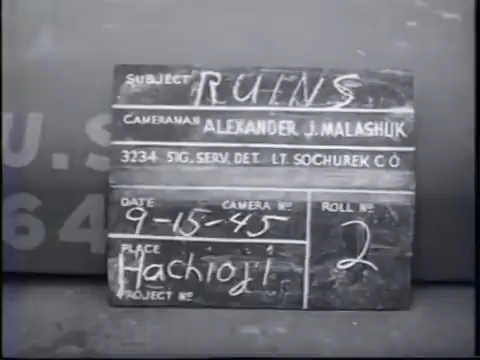 U.S
64
SUBJECT RUINS
CAMERAMAN ALEXANDER J. MALASHUK
3234 SIG. SERV. DET. LT. SOCHUREK C O
DATE CAMERA Nº ROLL Nº
9-15-45 2
PLACE
Hachioji
PROJECT Nº